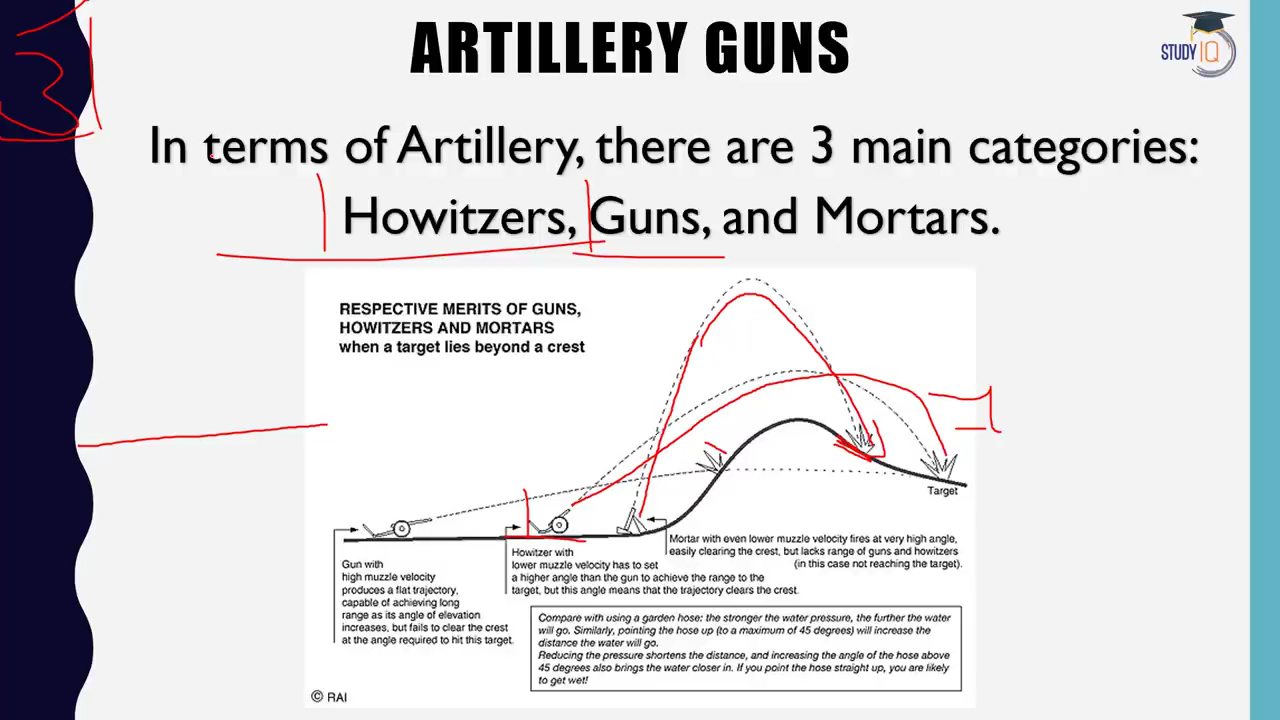 ARTILLERY GUNS
STUDY IQ
3
In terms of Artillery, there are 3 main categories:
Howitzers, Guns, and Mortars.
RESPECTIVE MERITS OF GUNS,
HOWITZERS AND MORTARS
when a target lies beyond a crest
Target
Gun with
high muzzle velocity
produces a flat trajectory,
capable of achieving long
range as its angle of elevation
increases, but fails to clear the crest
at the angle required to hit this target.
Howitzer with
lower muzzle velocity has to set
a higher angle than the gun to achieve the range to the
target, but this angle means that the trajectory clears the crest.
Mortar with even lower muzzle velocity fires at very high angle,
easily clearing the crest, but lacks range of guns and howitzers
(in this case not reaching the target).
Compare with using a garden hose: the stronger the water pressure, the further the water
will go. Similarly, pointing the hose up (to a maximum of 45 degrees) will increase the
distance the water will go.
Reducing the pressure shortens the distance, and increasing the angle of the hose above
45 degrees also brings the water closer in. If you point the hose straight up, you are likely
to get wet!
© RAI